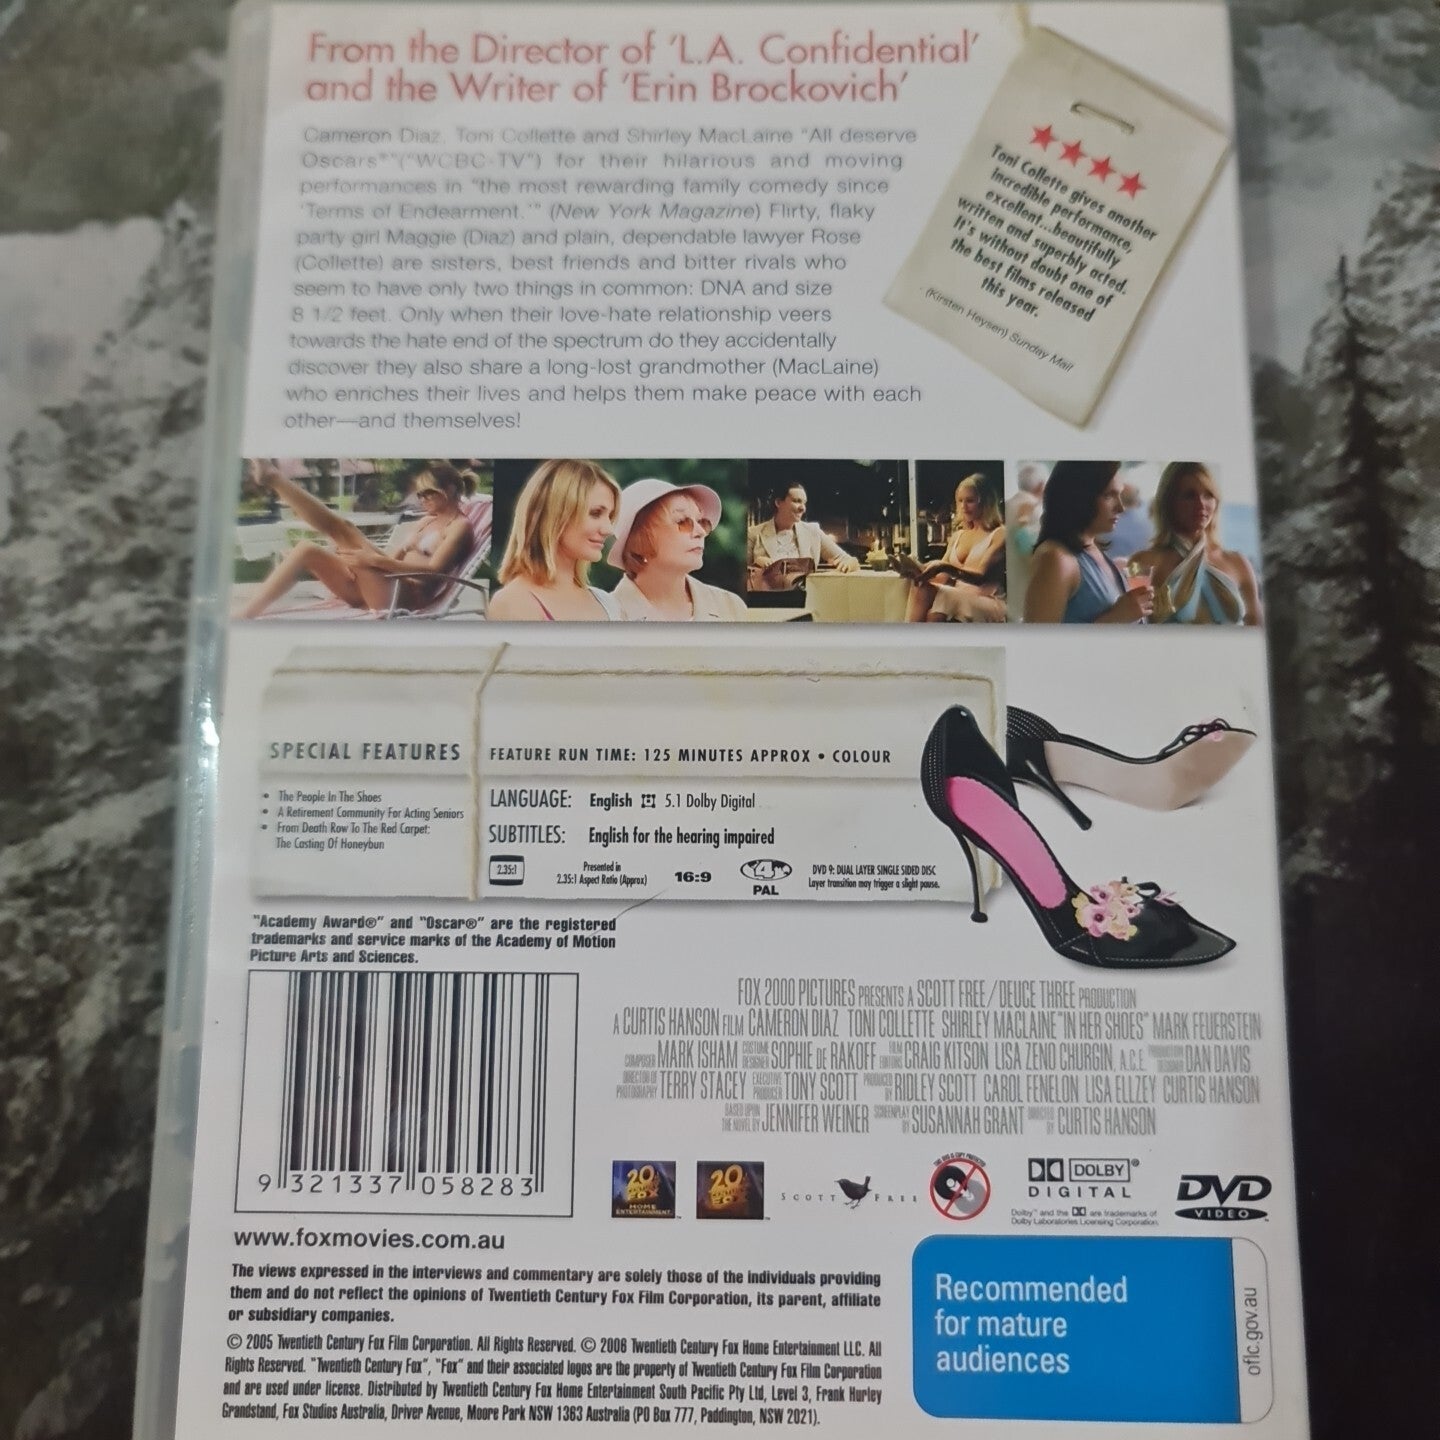 From the Director of 'L.A. Confidential'
and the Writer of 'Erin Brockovich'
Cameron Diaz, Toni Collette and Shirley MacLaine "All deserve
Oscars®"("WCBC-TV") for their hilarious and moving
performances in "the most rewarding family comedy since
'Terms of Endearment.'" (New York Magazine) Flirty, flaky
party girl Maggie (Diaz) and plain, dependable lawyer Rose
(Collette) are sisters, best friends and bitter rivals who
seem to have only two things in common: DNA and size
8 1/2 feet. Only when their love-hate relationship veers
towards the hate end of the spectrum do they accidentally
discover they also share a long-lost grandmother (MacLaine)
who enriches their lives and helps them make peace with each
other—and themselves!
Toni Collette gives another
incredible performance,
excellent...beautifully
written and superbly acted.
It's without doubt one of
the best films released
this year.
(Kirsten Heysen) Sunday Mail
SPECIAL FEATURES
• The People In The Shoes
• A Retirement Community For Acting Seniors
• From Death Row To The Red Carpet:
The Casting Of Honeybun
FEATURE RUN TIME: 125 MINUTES APPROX • COLOUR
LANGUAGE: English 5.1 Dolby Digital
SUBTITLES: English for the hearing impaired
2.35:1
Presented in
2.35:1 Aspect Ratio (Approx)
16:9
4
PAL
DVD 9: DUAL LAYER SINGLE SIDED DISC
Layer transition may trigger a slight pause.
"Academy Award®" and "Oscar®" are the registered
trademarks and service marks of the Academy of Motion
Picture Arts and Sciences.
FOX 2000 PICTURES PRESENTS A SCOTT FREE/DEUCE THREE PRODUCTION
A CURTIS HANSON FILM CAMERON DIAZ TONI COLLETTE SHIRLEY MACLAINE "IN HER SHOES" MARK FEUERSTEIN
COMPOSER MARK ISHAM COSTUME DESIGNER SOPHIE DE RAKOFF FILM EDITORS CRAIG KITSON LISA ZENO CHURGIN, A.C.E. PRODUCTION DESIGNER DAN DAVIS
DIRECTOR OF PHOTOGRAPHY TERRY STACEY EXECUTIVE PRODUCER TONY SCOTT PRODUCED BY RIDLEY SCOTT CAROL FENELON LISA ELLZEY CURTIS HANSON
BASED UPON THE NOVEL BY JENNIFER WEINER SCREENPLAY BY SUSANNAH GRANT DIRECTED BY CURTIS HANSON
9 321337 058283
20th CENTURY FOX HOME ENTERTAINMENT
20th CENTURY FOX
SCOTT FREE
THIS DVD IS COPY PROTECTED
DOLBY®
DIGITAL
Dolby™ and the are trademarks of
Dolby Laboratories Licensing Corporation.
DVD
VIDEO
www.foxmovies.com.au
The views expressed in the interviews and commentary are solely those of the individuals providing
them and do not reflect the opinions of Twentieth Century Fox Film Corporation, its parent, affiliate
or subsidiary companies.
© 2005 Twentieth Century Fox Film Corporation. All Rights Reserved. © 2006 Twentieth Century Fox Home Entertainment LLC. All
Rights Reserved. "Twentieth Century Fox", "Fox" and their associated logos are the property of Twentieth Century Fox Film Corporation
and are used under license. Distributed by Twentieth Century Fox Home Entertainment South Pacific Pty Ltd, Level 3, Frank Hurley
Grandstand, Fox Studios Australia, Driver Avenue, Moore Park NSW 1363 Australia (PO Box 777, Paddington, NSW 2021).
Recommended
for mature
audiences
oflc.gov.au